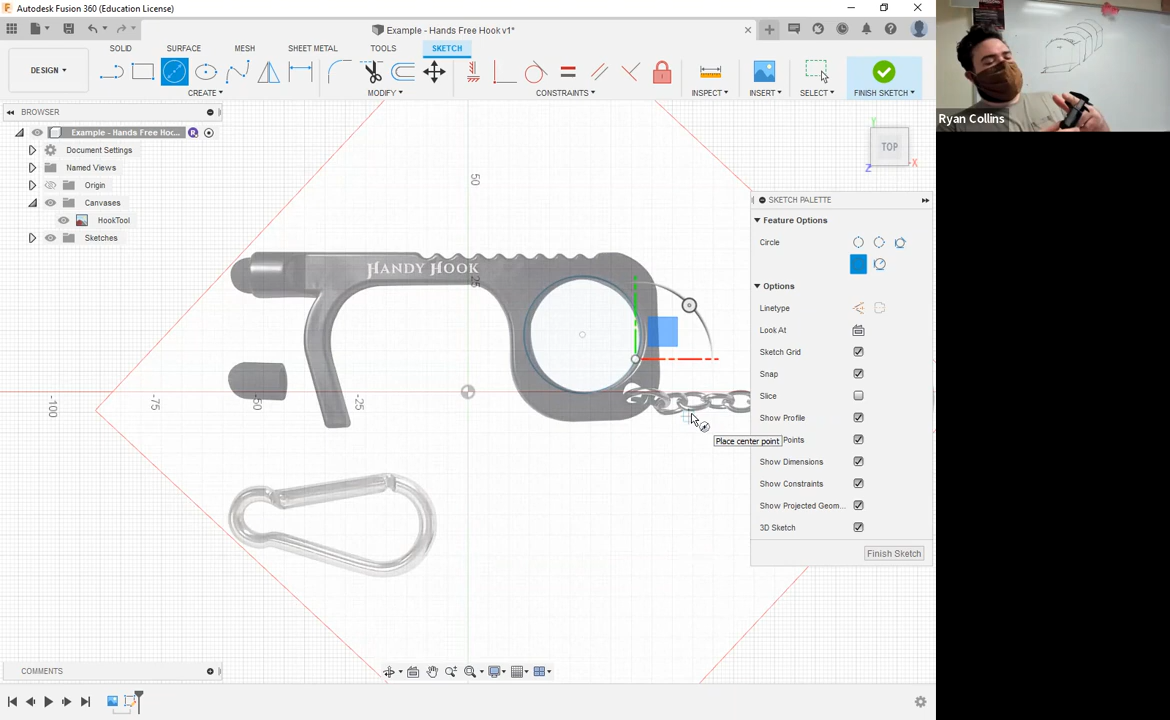 Autodesk Fusion 360 (Education License)
Example - Hands Free Hook v1*
DESIGN
SOLID
SURFACE
MESH
SHEET METAL
TOOLS
SKETCH
CREATE
MODIFY
CONSTRAINTS
INSPECT
INSERT
SELECT
FINISH SKETCH
BROWSER
Example - Hands Free Hoo...
Document Settings
Named Views
Origin
Canvases
HookTool
Sketches
Y
TOP
X
Z
50
25
-25
-50
-75
-100
HANDY HOOK
Place center point
SKETCH PALETTE
Feature Options
Circle
Options
Linetype
Look At
Sketch Grid
Snap
Slice
Show Profile
Points
Show Dimensions
Show Constraints
Show Projected Geom...
3D Sketch
Finish Sketch
COMMENTS
Ryan Collins